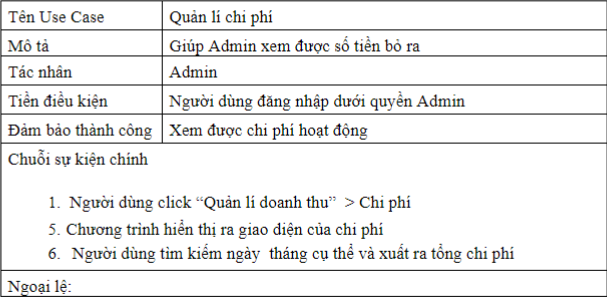 Tên Use Case Quản lí chi phí
Mô tả Giúp Admin xem được số tiền bỏ ra
Tác nhân Admin
Tiền điều kiện Người dùng đăng nhập dưới quyền Admin
Đảm bảo thành công Xem được chi phí hoạt động
Chuỗi sự kiện chính
1. Người dùng click “Quản lí doanh thu” > Chi phí
5. Chương trình hiển thị ra giao diện của chi phí
6. Người dùng tìm kiếm ngày tháng cụ thể và xuất ra tổng chi phí
Ngoại lệ: